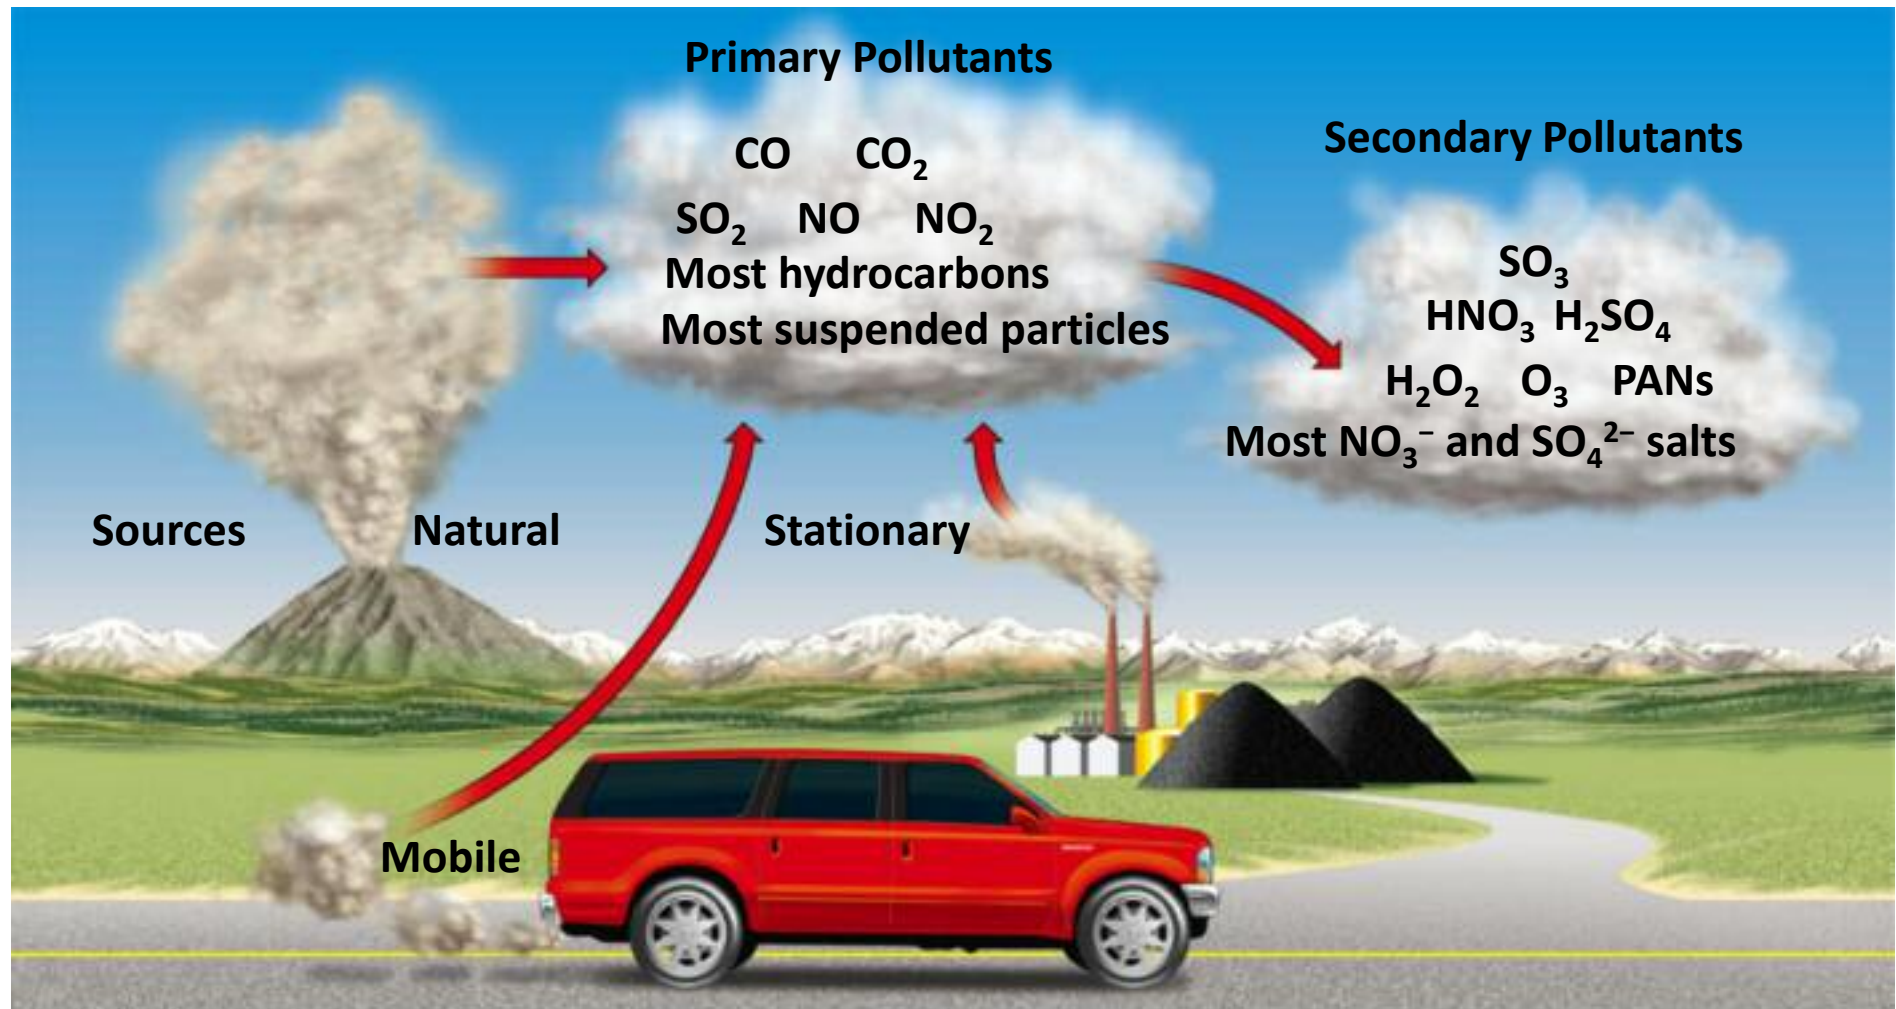 Primary Pollutants
CO CO₂
SO₂ NO NO₂
Most hydrocarbons
Most suspended particles
Secondary Pollutants
SO₃
HNO₃ H₂SO₄
H₂O₂ O₃ PANs
Most NO₃⁻ and SO₄²⁻ salts
Sources
Natural
Stationary
Mobile